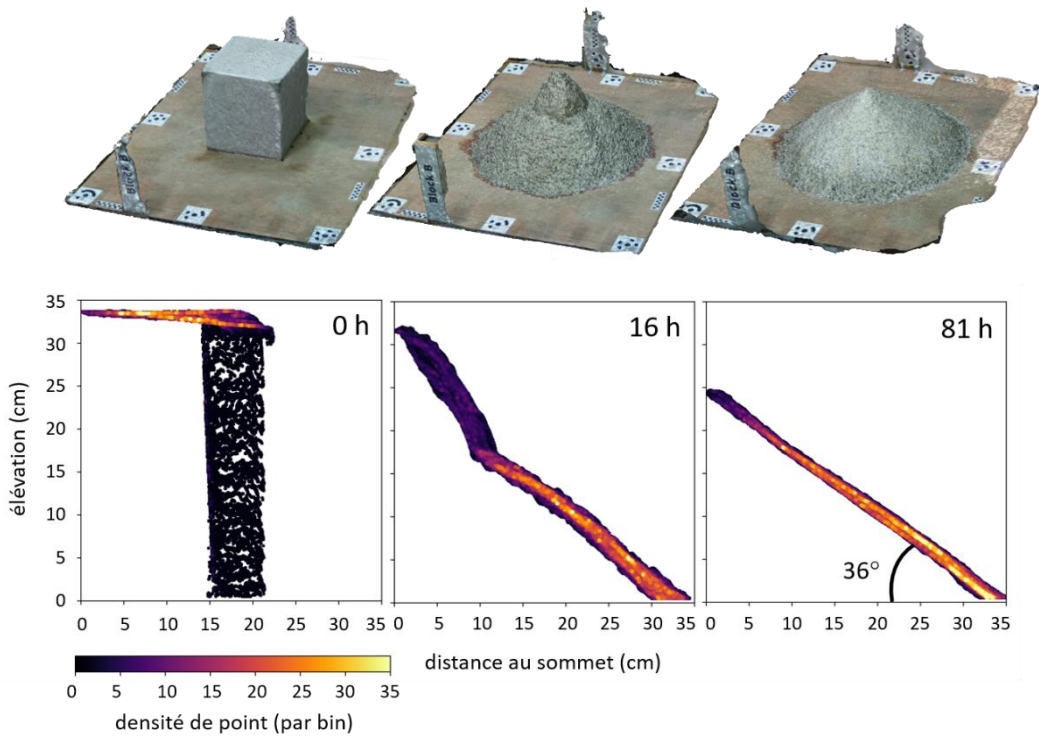 Block B
Block B
Block B
0 h
16 h
81 h
35
30
25
20
15
10
5
0
élévation (cm)
36°
0 5 10 15 20 25 30 35
0 5 10 15 20 25 30 35
0 5 10 15 20 25 30 35
distance au sommet (cm)
0 5 10 15 20 25 30 35
densité de point (par bin)